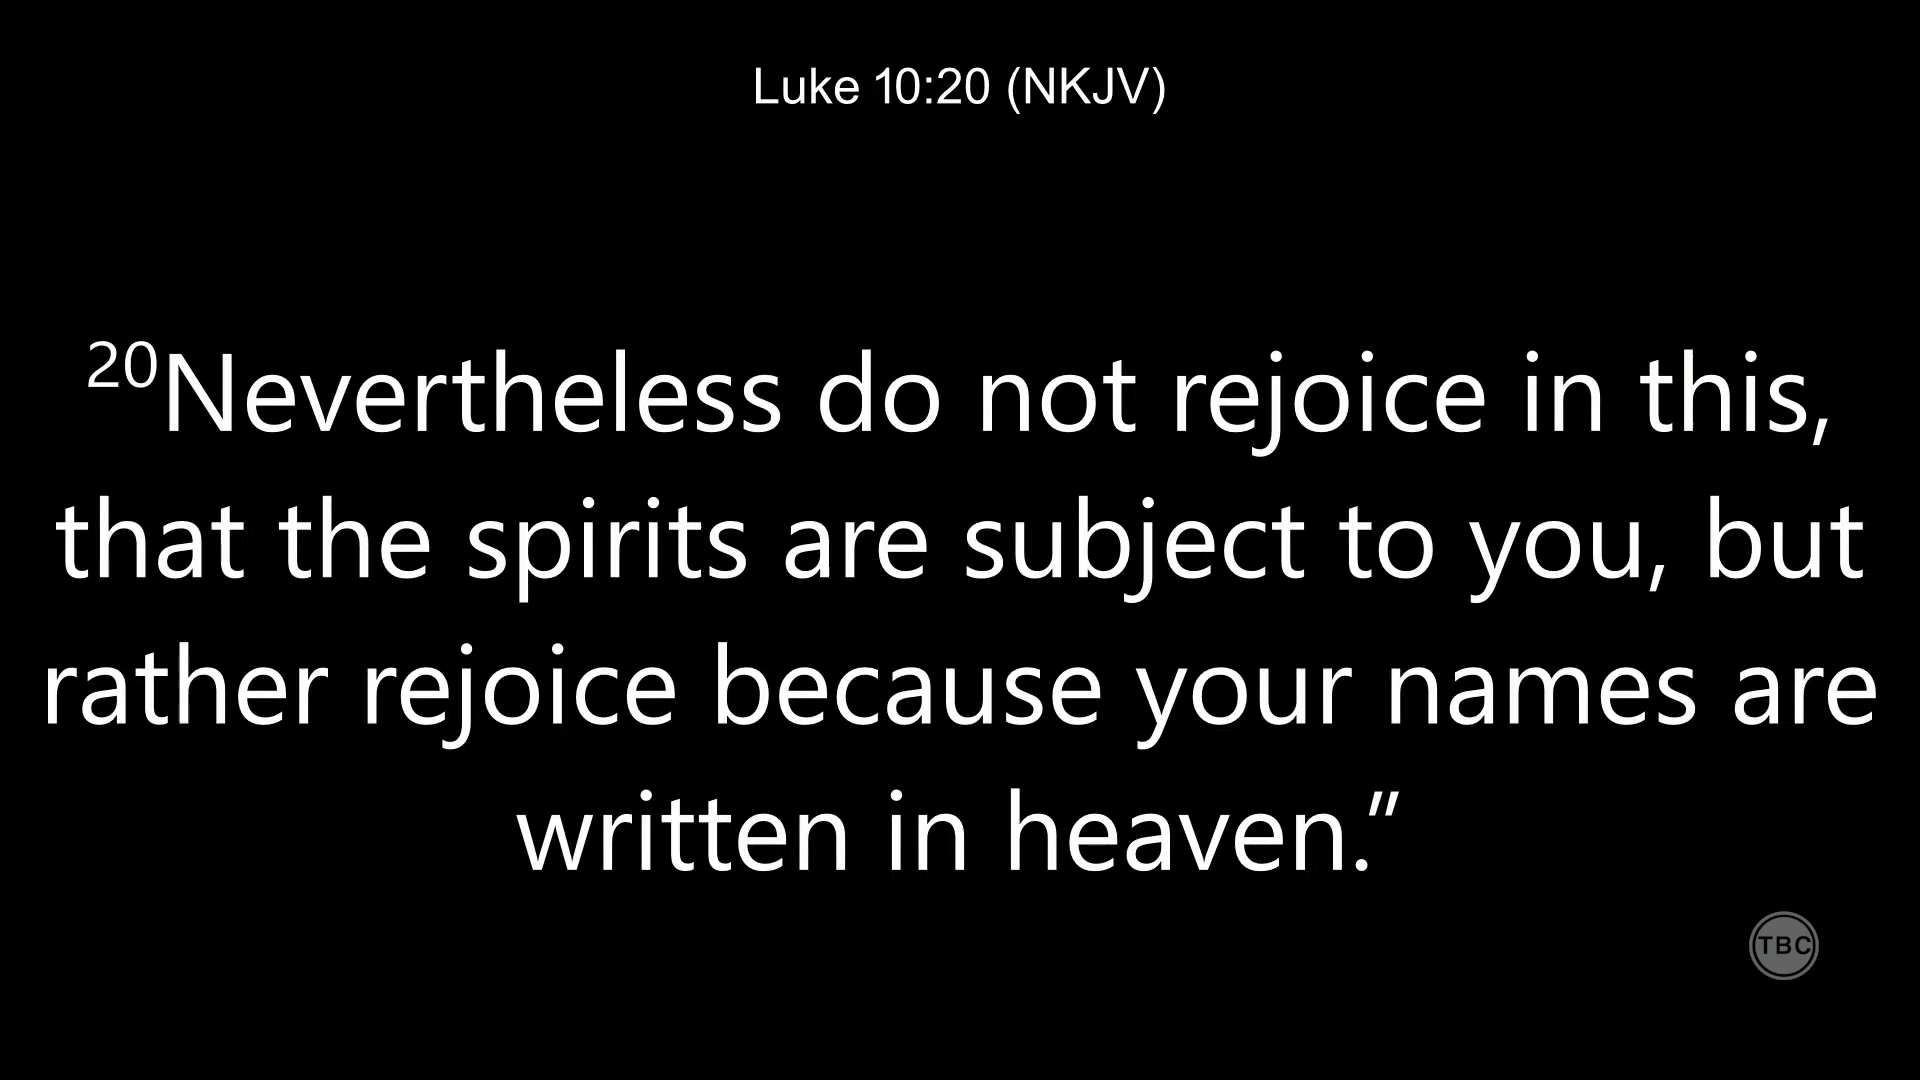 Luke 10:20 (NKJV)
20Nevertheless do not rejoice in this,
that the spirits are subject to you, but
rather rejoice because your names are
written in heaven.”
TBC